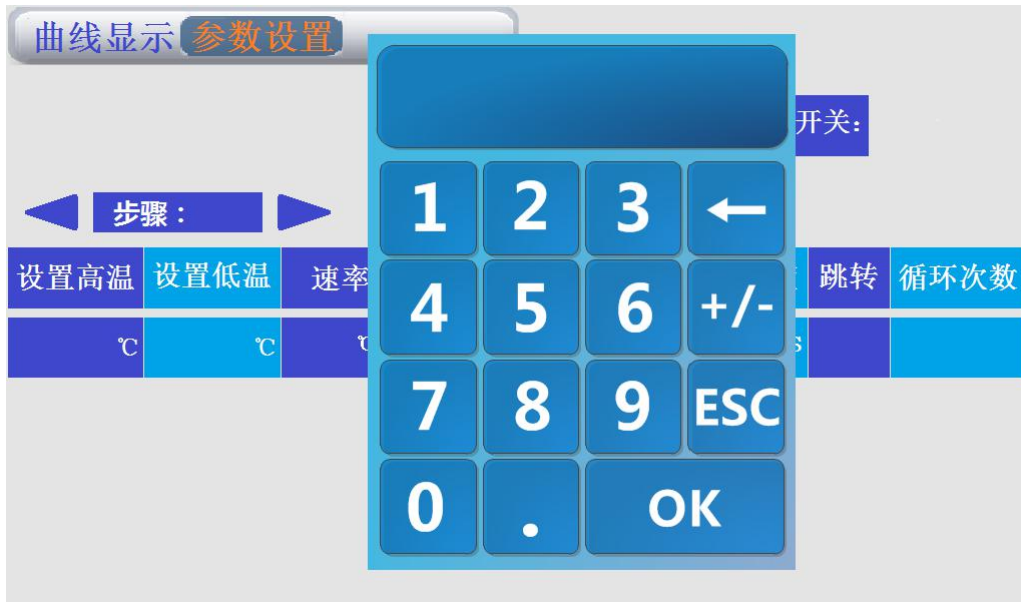 曲线显示 参数设置
开关：
步骤：
设置高温 设置低温 速率 跳转 循环次数
℃ ℃ S
1 2 3 ←
4 5 6 +/-
7 8 9 ESC
0 . OK